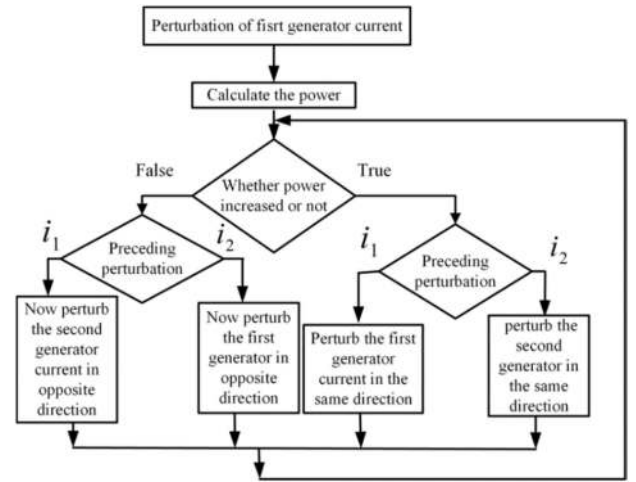 Perturbation of fisrt generator current
Calculate the power
False
True
Whether power
increased or not
i₁
Preceding
perturbation
i₂
i₁
Preceding
perturbation
i₂
Now perturb
the second
generator
current in
opposite
direction
Now perturb
the first
generator in
opposite
direction
Perturb the first
generator
current in the
same direction
perturb the
second
generator in
the same
direction